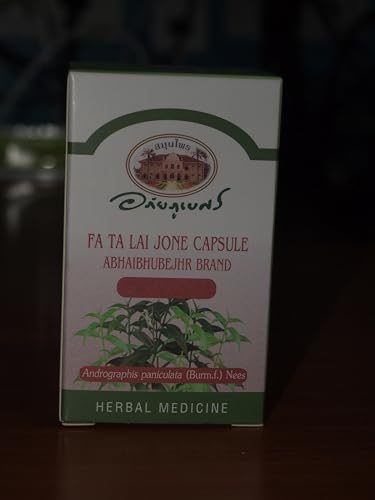 สมุนไพร
อภัยภูเบศร
FA TA LAI JONE CAPSULE
ABHAIBHUBEJHR BRAND
Andrographis paniculata (Burm.f.) Nees
HERBAL MEDICINE